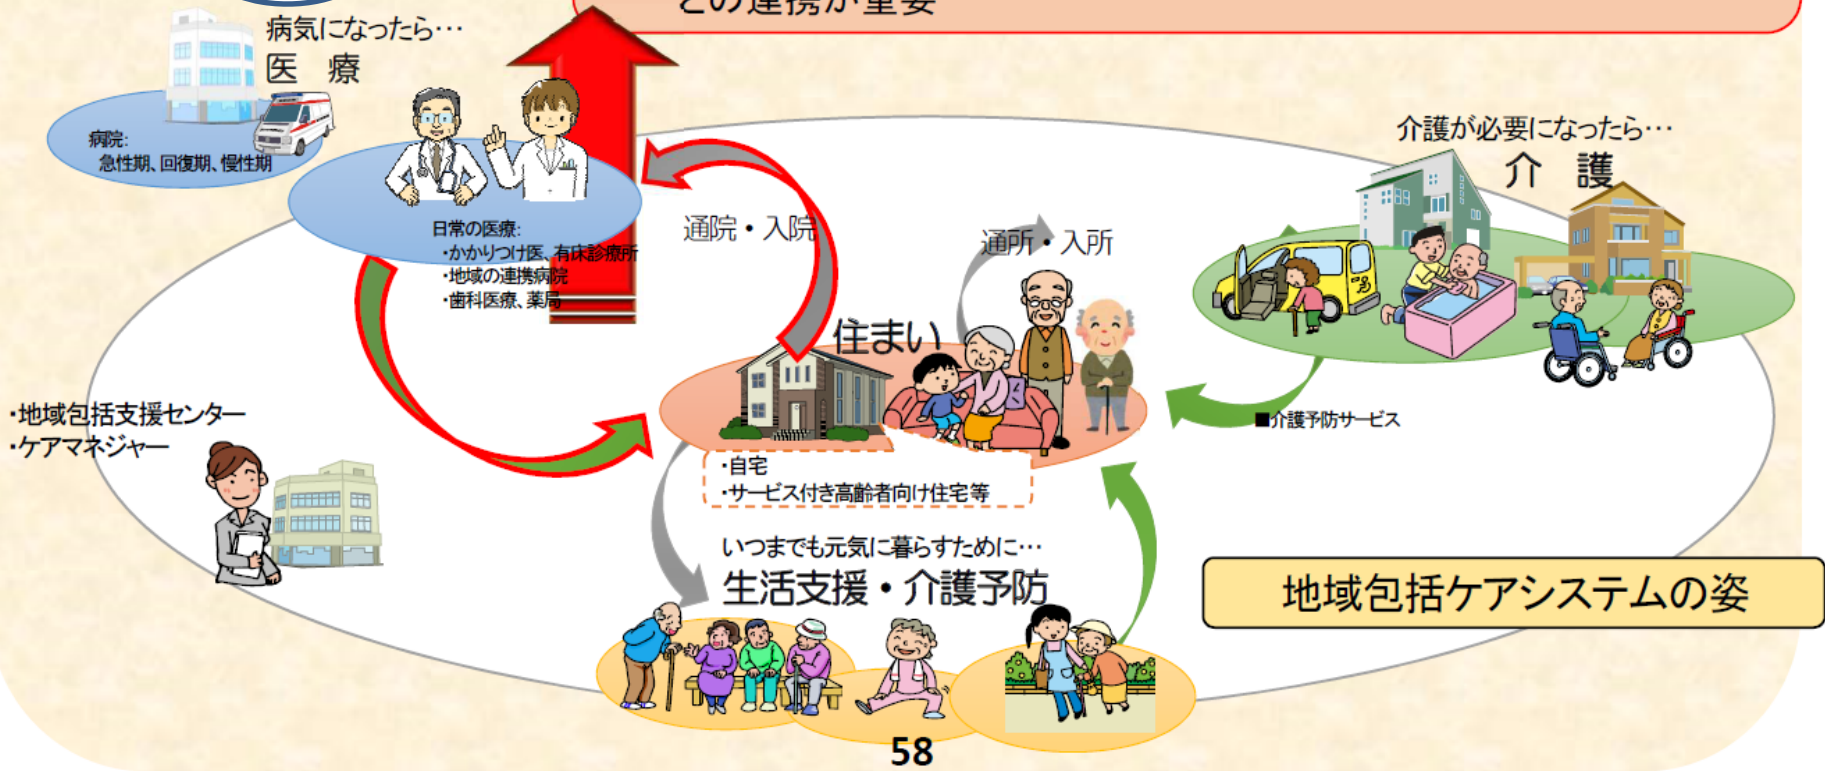 との連携が重要
病気になったら…
医　療
病院:
急性期、回復期、慢性期
日常の医療:
・かかりつけ医、有床診療所
・地域の連携病院
・歯科医療、薬局
通院・入院
通所・入所
介護が必要になったら…
介　護
住まい
■介護予防サービス
・地域包括支援センター
・ケアマネジャー
・自宅
・サービス付き高齢者向け住宅等
いつまでも元気に暮らすために…
生活支援・介護予防
地域包括ケアシステムの姿
58